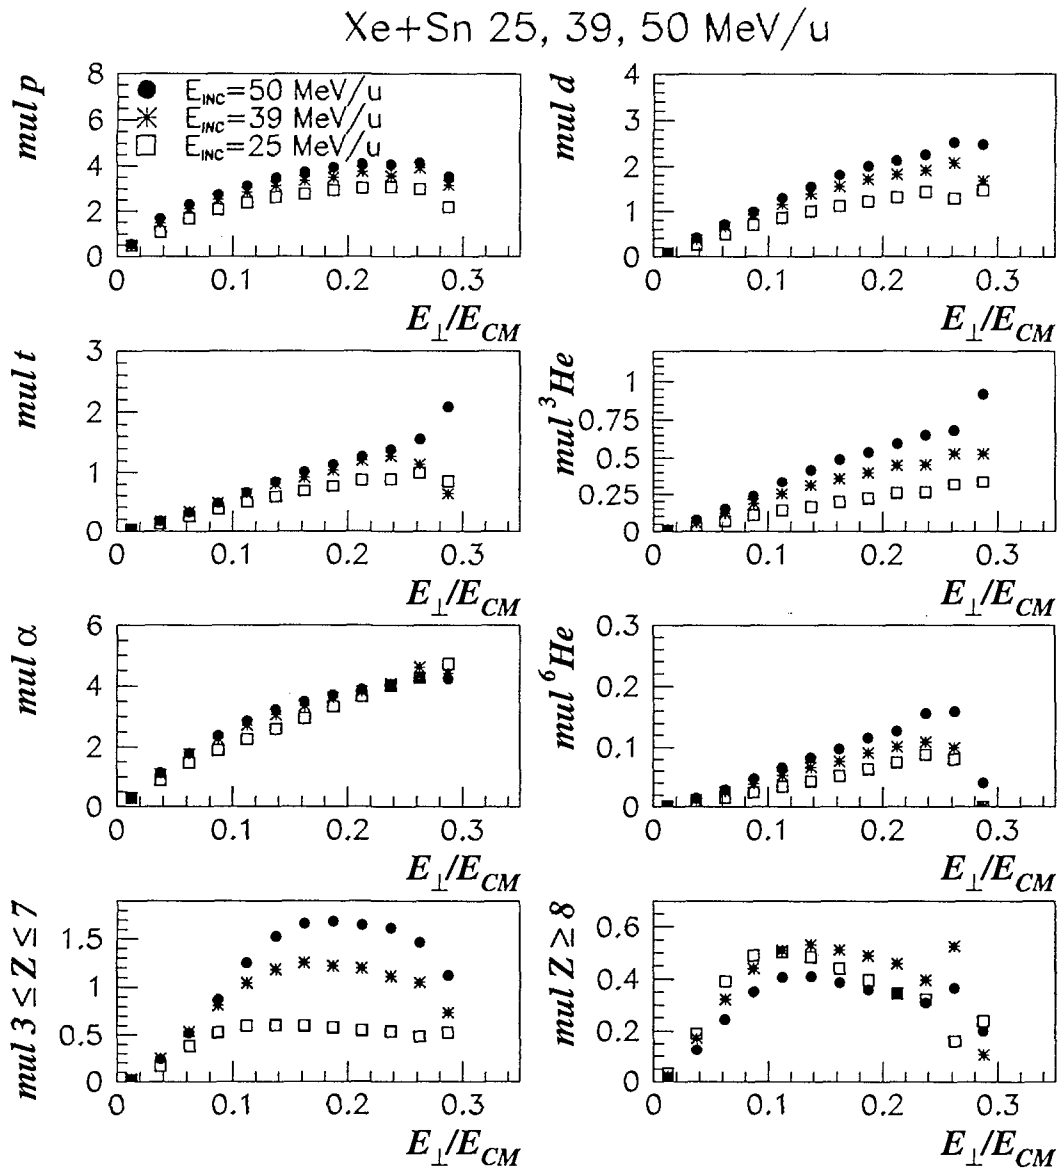 Xe+Sn 25, 39, 50 MeV/u
mul p
8
6
4
2
0
● E_INC=50 MeV/u
✳ E_INC=39 MeV/u
□ E_INC=25 MeV/u
0 0.1 0.2 0.3
E⊥/E_CM
mul d
4
3
2
1
0
0 0.1 0.2 0.3
E⊥/E_CM
mul t
3
2
1
0
0 0.1 0.2 0.3
E⊥/E_CM
mul ³He
1
0.75
0.5
0.25
0
0 0.1 0.2 0.3
E⊥/E_CM
mul α
6
4
2
0
0 0.1 0.2 0.3
E⊥/E_CM
mul ⁶He
0.3
0.2
0.1
0
0 0.1 0.2 0.3
E⊥/E_CM
mul 3 ≤ Z ≤ 7
1.5
1
0.5
0
0 0.1 0.2 0.3
E⊥/E_CM
mul Z ≥ 8
0.6
0.4
0.2
0
0 0.1 0.2 0.3
E⊥/E_CM